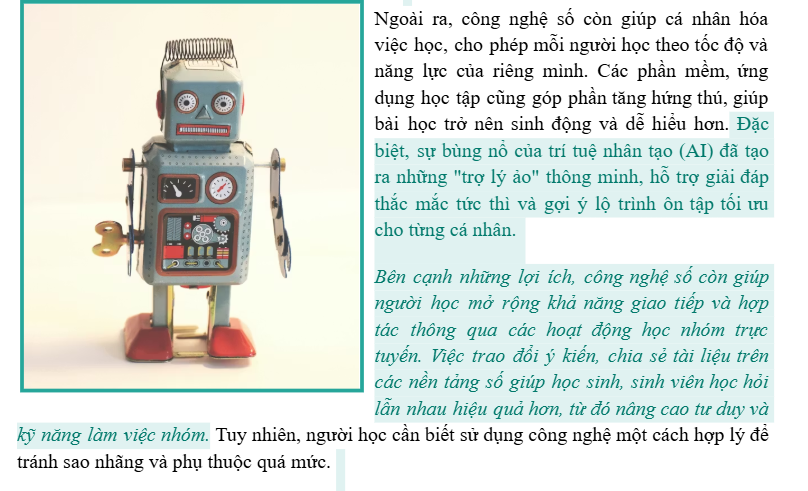 Ngoài ra, công nghệ số còn giúp cá nhân hóa
việc học, cho phép mỗi người học theo tốc độ và
năng lực của riêng mình. Các phần mềm, ứng
dụng học tập cũng góp phần tăng hứng thú, giúp
bài học trở nên sinh động và dễ hiểu hơn. Đặc
biệt, sự bùng nổ của trí tuệ nhân tạo (AI) đã tạo
ra những "trợ lý ảo" thông minh, hỗ trợ giải đáp
thắc mắc tức thì và gợi ý lộ trình ôn tập tối ưu
cho từng cá nhân.
Bên cạnh những lợi ích, công nghệ số còn giúp
người học mở rộng khả năng giao tiếp và hợp
tác thông qua các hoạt động học nhóm trực
tuyến. Việc trao đổi ý kiến, chia sẻ tài liệu trên
các nền tảng số giúp học sinh, sinh viên học hỏi
lẫn nhau hiệu quả hơn, từ đó nâng cao tư duy và
kỹ năng làm việc nhóm. Tuy nhiên, người học cần biết sử dụng công nghệ một cách hợp lý để
tránh sao nhãng và phụ thuộc quá mức.